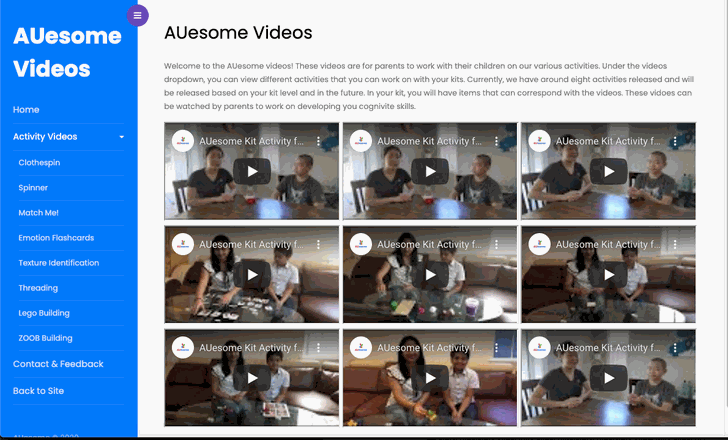 AUesome
Videos
Home
Activity Videos
Clothespin
Spinner
Match Me!
Emotion Flashcards
Texture Identification
Threading
Lego Building
ZOOB Building
Contact & Feedback
Back to Site
AUesome © 2020
AUesome Videos
Welcome to the AUesome videos! These videos are for parents to work with their children on our various activities. Under the videos
dropdown, you can view different activities that you can work on with your kits. Currently, we have around eight activities released and will
be released based on your kit level and in the future. In your kit, you will have items that can correspond with the videos. These vidoes can
be watched by parents to work on developing you cognivite skills.
AUesome Kit Activity f...
AUesome Kit Activity f...
AUesome Kit Activity f...
AUesome Kit Activity f...
AUesome Kit Activity f...
AUesome Kit Activity f...
AUesome Kit Activity f...
AUesome Kit Activity f...
AUesome Kit Activity f...